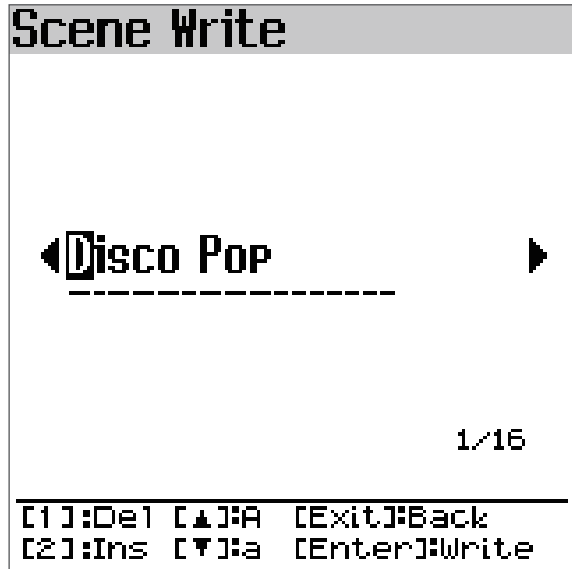 Scene Write
◀Disco Pop ▶
1/16
[1]:Del [▲]:A [Exit]:Back
[2]:Ins [▼]:a [Enter]:Write